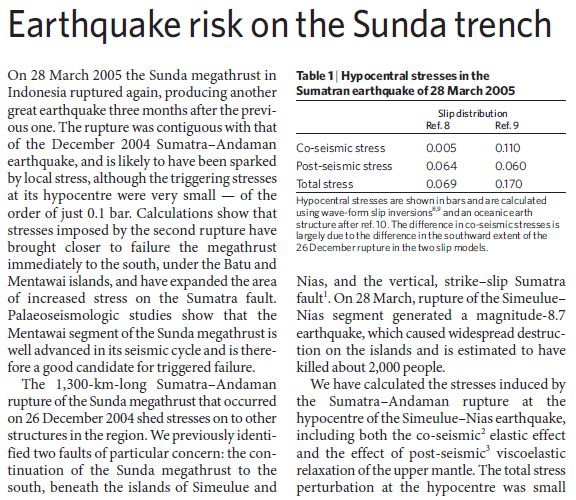 Earthquake risk on the Sunda trench
On 28 March 2005 the Sunda megathrust in
Indonesia ruptured again, producing another
great earthquake three months after the previ-
ous one. The rupture was contiguous with that
of the December 2004 Sumatra–Andaman
earthquake, and is likely to have been sparked
by local stress, although the triggering stresses
at its hypocentre were very small — of the
order of just 0.1 bar. Calculations show that
stresses imposed by the second rupture have
brought closer to failure the megathrust
immediately to the south, under the Batu and
Mentawai islands, and have expanded the area
of increased stress on the Sumatra fault.
Palaeoseismologic studies show that the
Mentawai segment of the Sunda megathrust is
well advanced in its seismic cycle and is there-
fore a good candidate for triggered failure.
The 1,300-km-long Sumatra–Andaman
rupture of the Sunda megathrust that occurred
on 26 December 2004 shed stresses on to other
structures in the region. We previously identi-
fied two faults of particular concern: the con-
tinuation of the Sunda megathrust to the
south, beneath the islands of Simeulue and
Table 1 | Hypocentral stresses in the
Sumatran earthquake of 28 March 2005
Slip distribution
Ref. 8 Ref. 9
Co-seismic stress 0.005 0.110
Post-seismic stress 0.064 0.060
Total stress 0.069 0.170
Hypocentral stresses are shown in bars and are calculated
using wave-form slip inversions8,9 and an oceanic earth
structure after ref. 10. The difference in co-seismic stresses is
largely due to the difference in the southward extent of the
26 December rupture in the two slip models.
Nias, and the vertical, strike–slip Sumatra
fault1. On 28 March, rupture of the Simeulue–
Nias segment generated a magnitude-8.7
earthquake, which caused widespread destruc-
tion on the islands and is estimated to have
killed about 2,000 people.
We have calculated the stresses induced by
the Sumatra–Andaman rupture at the
hypocentre of the Simeulue–Nias earthquake,
including both the co-seismic2 elastic effect
and the effect of post-seismic3 viscoelastic
relaxation of the upper mantle. The total stress
perturbation at the hypocentre was small